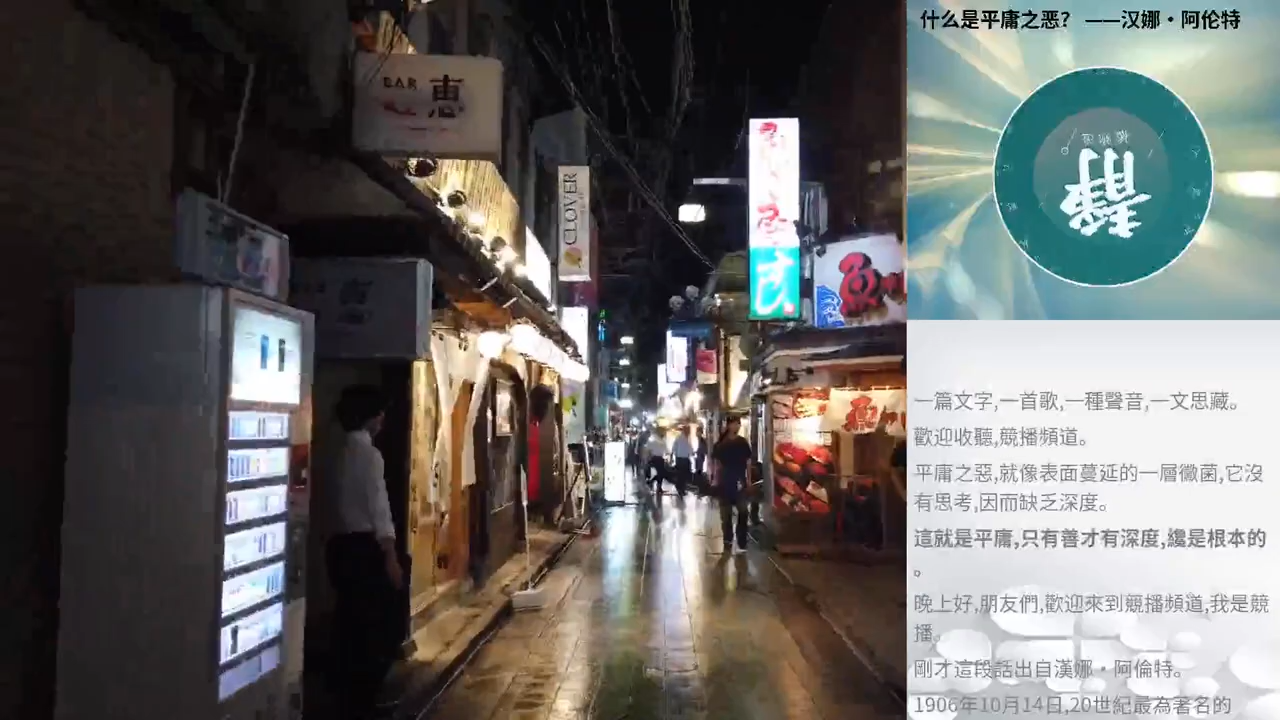 BAR 恵
CLOVER
すし
魚
魚
什么是平庸之恶? ——汉娜·阿伦特
静
一篇文字,一首歌,一種聲音,一文思藏。
歡迎收聽,競播頻道。
平庸之惡,就像表面蔓延的一層黴菌,它沒
有思考,因而缺乏深度。
這就是平庸,只有善才有深度,纔是根本的
。
晚上好,朋友們,歡迎來到競播頻道,我是競
播。
剛才這段話出自漢娜·阿倫特。
1906年10月14日,20世紀最為著名的